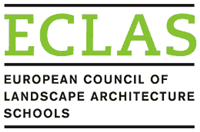 ECLAS
EUROPEAN COUNCIL OF
LANDSCAPE ARCHITECTURE
SCHOOLS